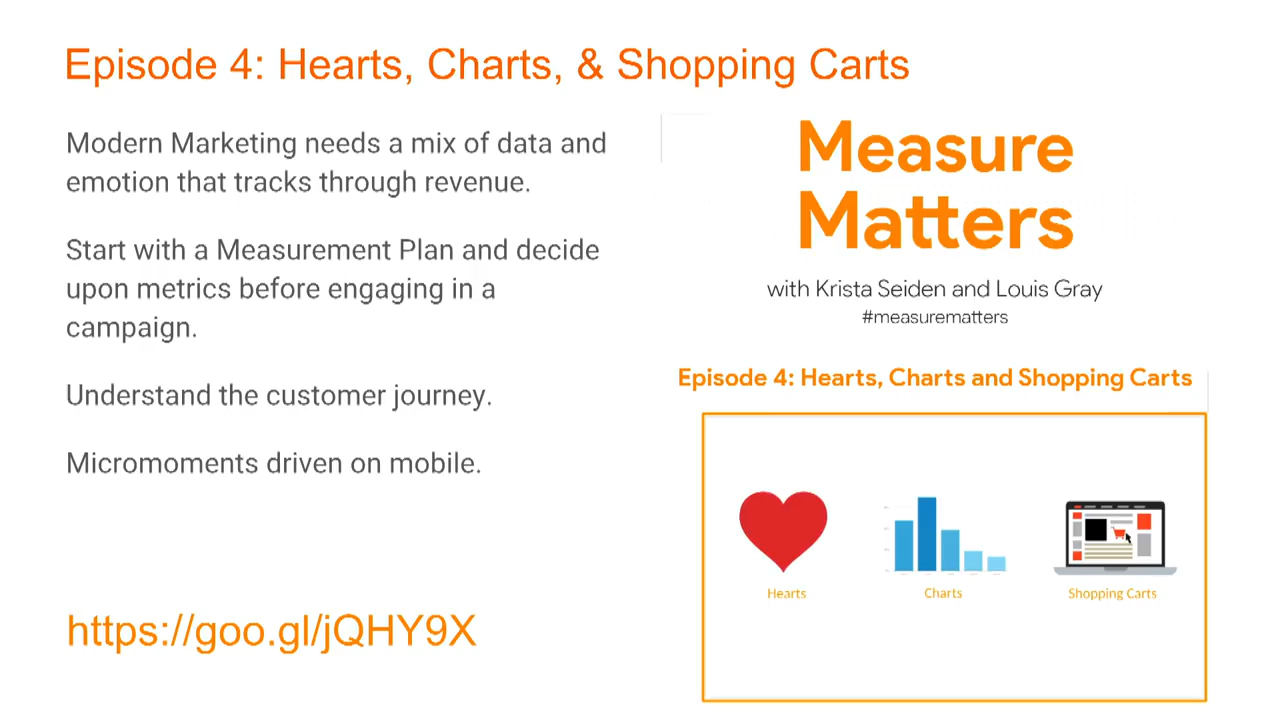 Episode 4: Hearts, Charts, & Shopping Carts
Modern Marketing needs a mix of data and
emotion that tracks through revenue.
Start with a Measurement Plan and decide
upon metrics before engaging in a
campaign.
Understand the customer journey.
Micromoments driven on mobile.
https://goo.gl/jQHY9X
Measure
Matters
with Krista Seiden and Louis Gray
#measurematters
Episode 4: Hearts, Charts and Shopping Carts
Hearts
Charts
Shopping Carts